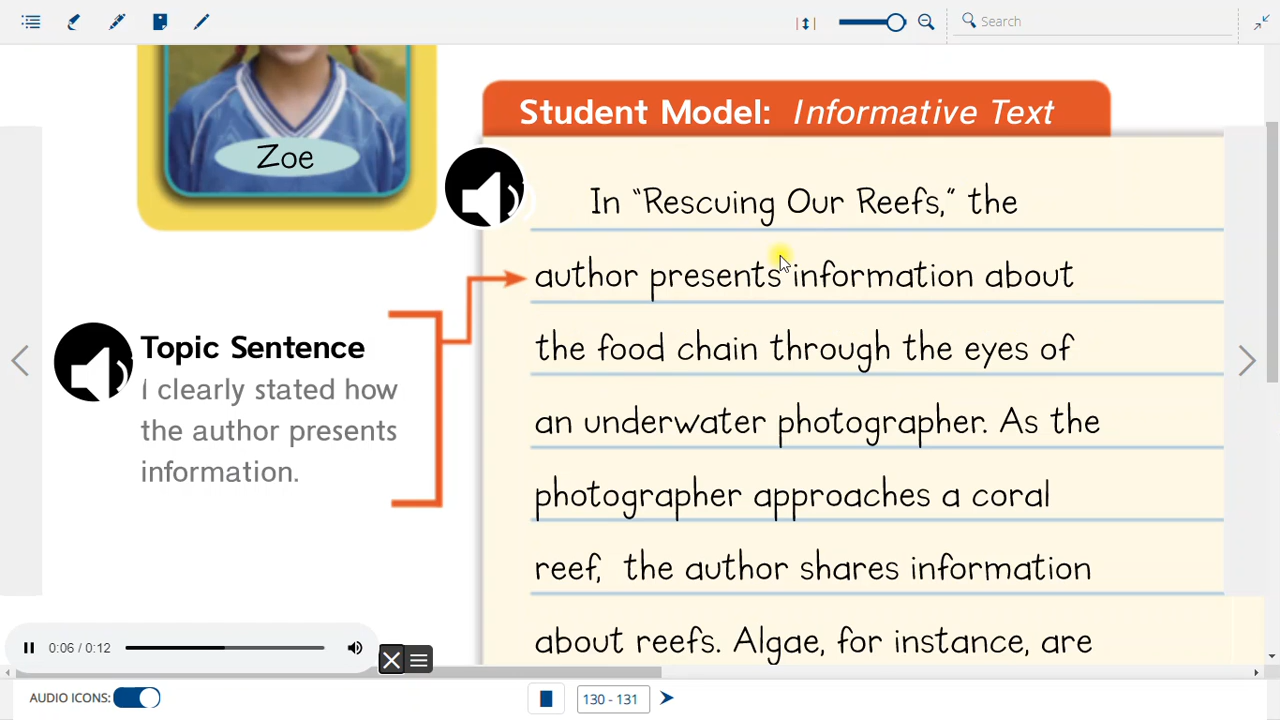 Search
Zoe
Student Model: Informative Text
In “Rescuing Our Reefs,” the
author presents information about
the food chain through the eyes of
an underwater photographer. As the
photographer approaches a coral
reef, the author shares information
about reefs. Algae, for instance, are
Topic Sentence
I clearly stated how
the author presents
information.
0:06 / 0:12
AUDIO ICONS:
130 - 131